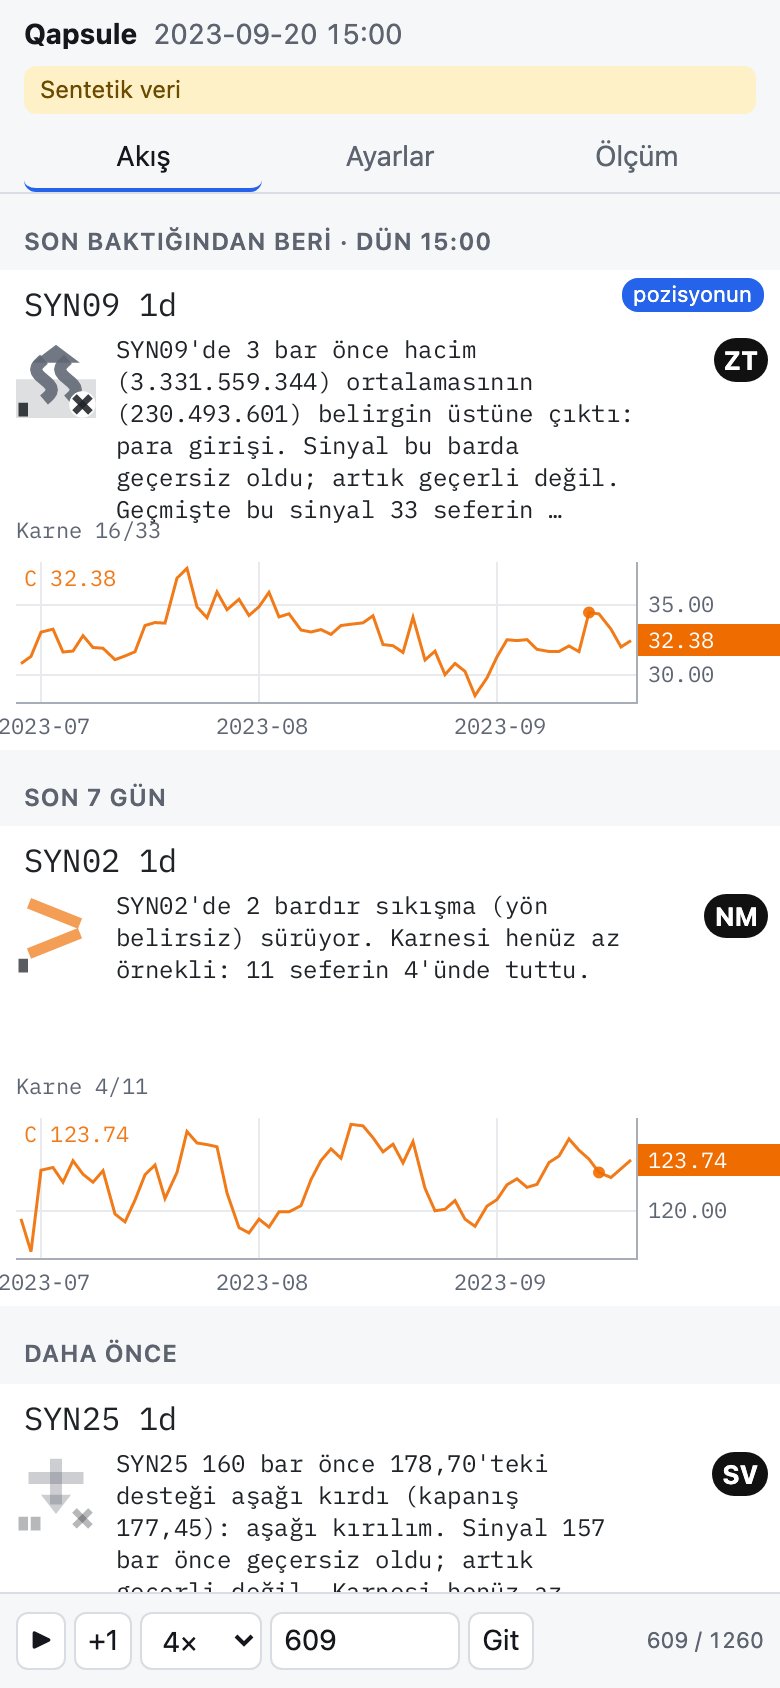 Qapsule 2023-09-20 15:00
Sentetik veri
Akış Ayarlar Ölçüm
SON BAKTIĞINDAN BERİ · DÜN 15:00
SYN09 1d
pozisyonun
SYN09'de 3 bar önce hacim
(3.331.559.344) ortalamasının
(230.493.601) belirgin üstüne çıktı:
para girişi. Sinyal bu barda
geçersiz oldu; artık geçerli değil.
Geçmişte bu sinyal 33 seferin …
ZT
Karne 16/33
C 32.38
35.00
32.38
30.00
2023-07 2023-08 2023-09
SON 7 GÜN
SYN02 1d
SYN02'de 2 bardır sıkışma (yön
belirsiz) sürüyor. Karnesi henüz az
örnekli: 11 seferin 4'ünde tuttu.
NM
Karne 4/11
C 123.74
123.74
120.00
2023-07 2023-08 2023-09
DAHA ÖNCE
SYN25 1d
SYN25 160 bar önce 178,70'teki
desteği aşağı kırdı (kapanış
177,45): aşağı kırılım. Sinyal 157
bar önce geçersiz oldu; artık
geçerli değil. Karnesi henüz az
SV
+1 4× 609 Git 609 / 1260